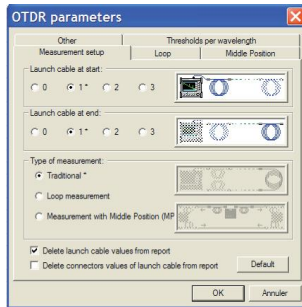 OTDR parameters
Other
Thresholds per wavelength
Measurement setup
Loop
Middle Position
Launch cable at start:
0 1 * 2 3
Launch cable at end:
0 1 * 2 3
Type of measurement:
Traditional *
Loop measurement
Measurement with Middle Position (MP
Delete launch cable values from report
Delete connectors values of launch cable from report
Default
OK
Annuler